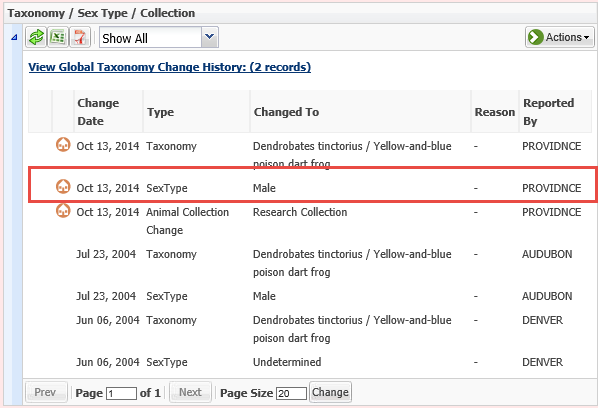 Taxonomy / Sex Type / Collection
Show All
Actions
View Global Taxonomy Change History: (2 records)
Change Date Type Changed To Reason Reported By
Oct 13, 2014 Taxonomy Dendrobates tinctorius / Yellow-and-blue poison dart frog - PROVIDNCE
Oct 13, 2014 SexType Male - PROVIDNCE
Oct 13, 2014 Animal Collection Change Research Collection - PROVIDNCE
Jul 23, 2004 Taxonomy Dendrobates tinctorius / Yellow-and-blue poison dart frog - AUDUBON
Jul 23, 2004 SexType Male - AUDUBON
Jun 06, 2004 Taxonomy Dendrobates tinctorius / Yellow-and-blue poison dart frog - DENVER
Jun 06, 2004 SexType Undetermined - DENVER
Prev Page 1 of 1 Next Page Size 20 Change